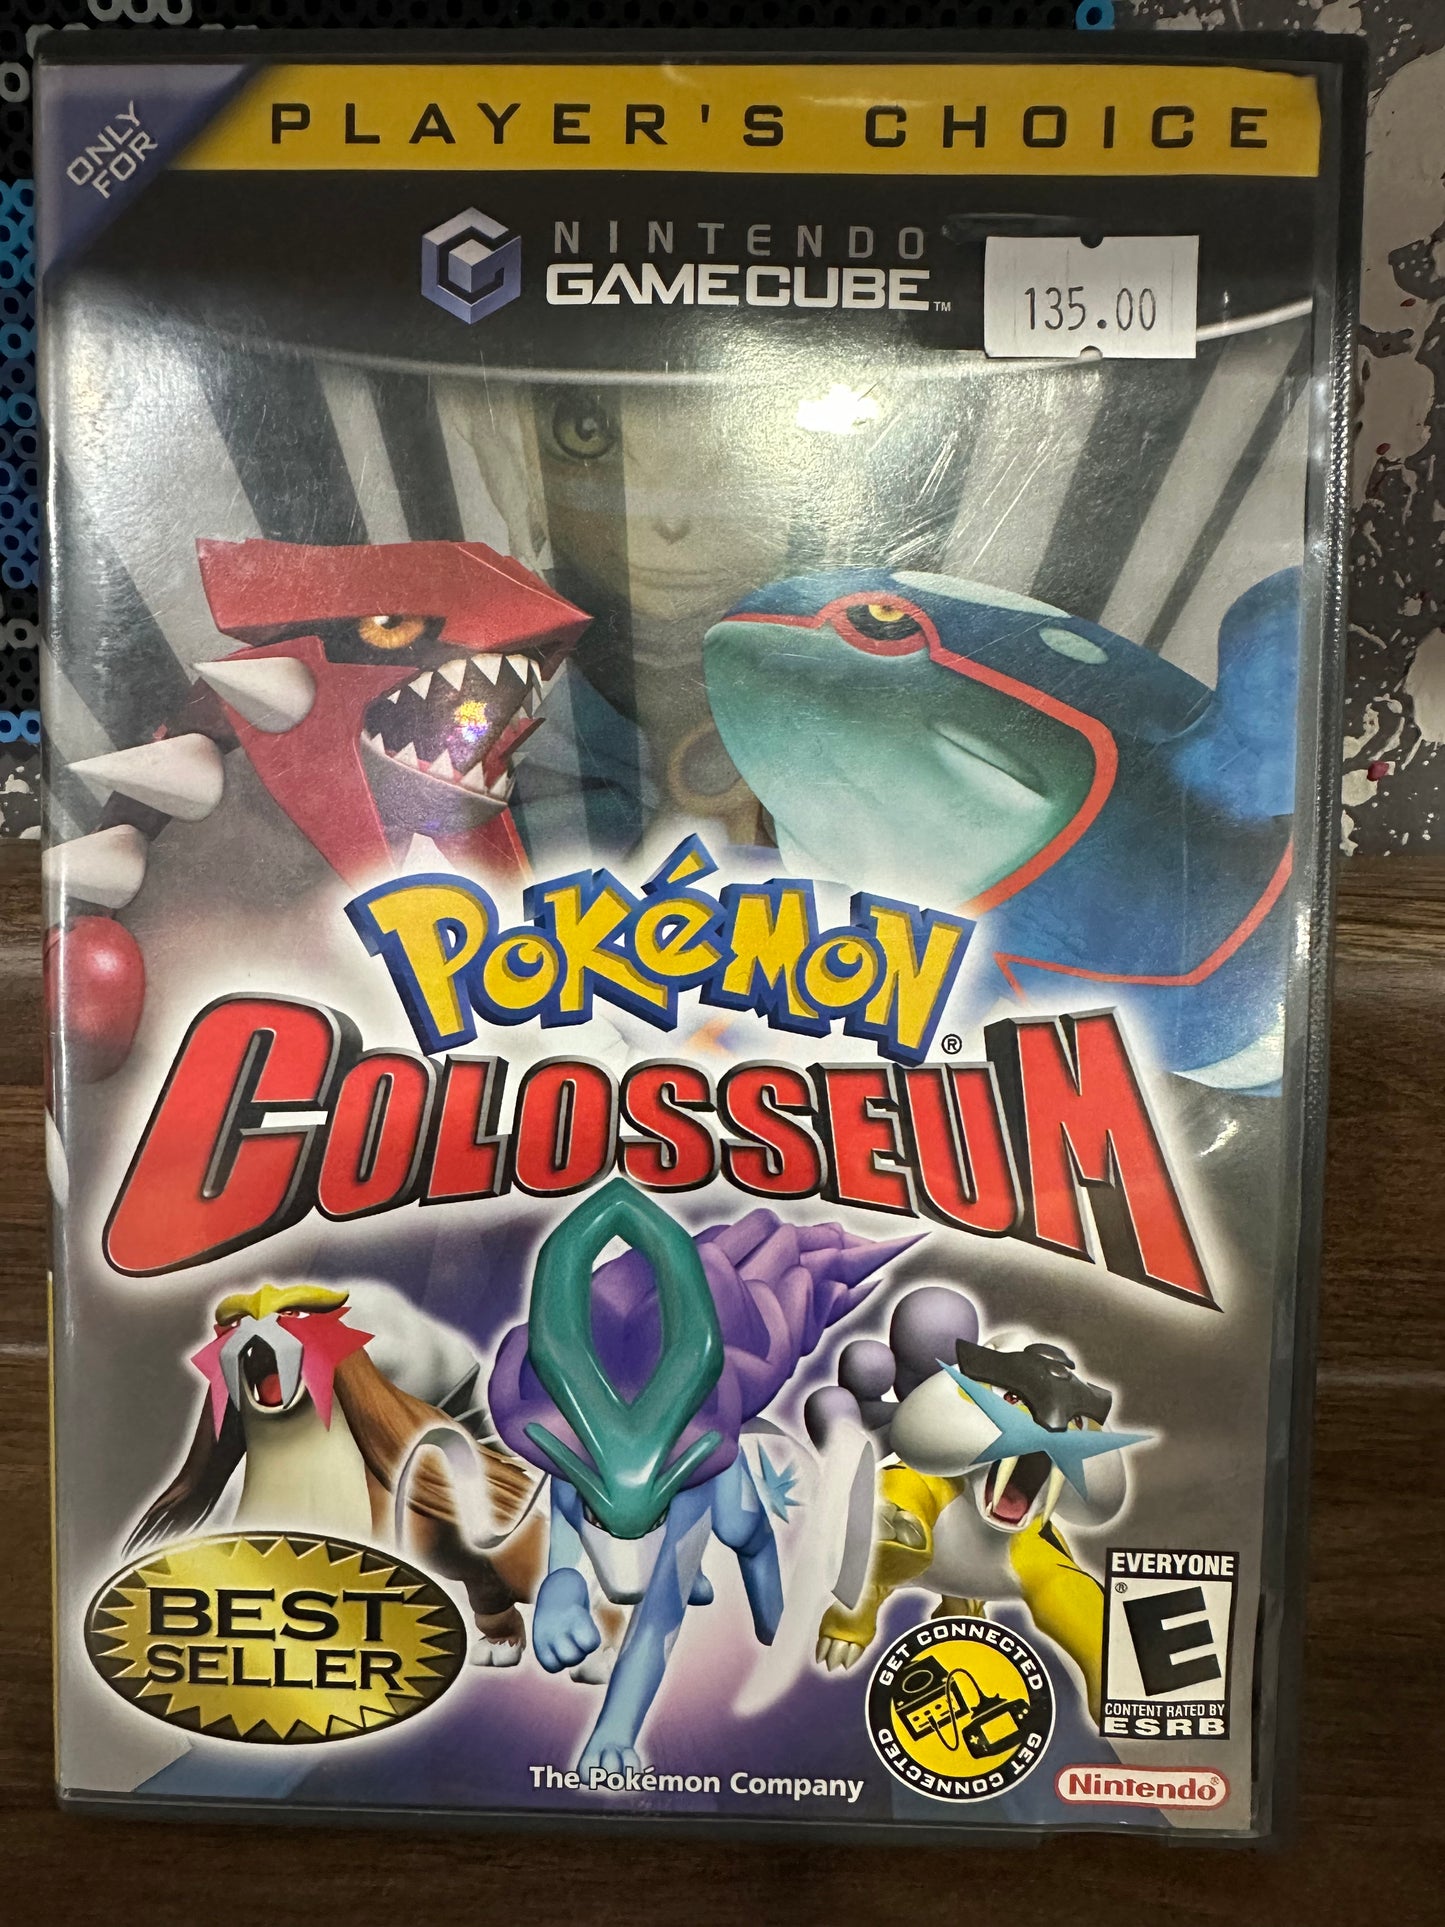 ONLY
FOR
PLAYER'S CHOICE
NINTENDO
GAMECUBE™
135.00
POKéMON®
COLOSSEUM
BEST
SELLER
EVERYONE
®
E
CONTENT RATED BY
ESRB
GET CONNECTED
GET CONNECTED
The Pokémon Company
Nintendo®